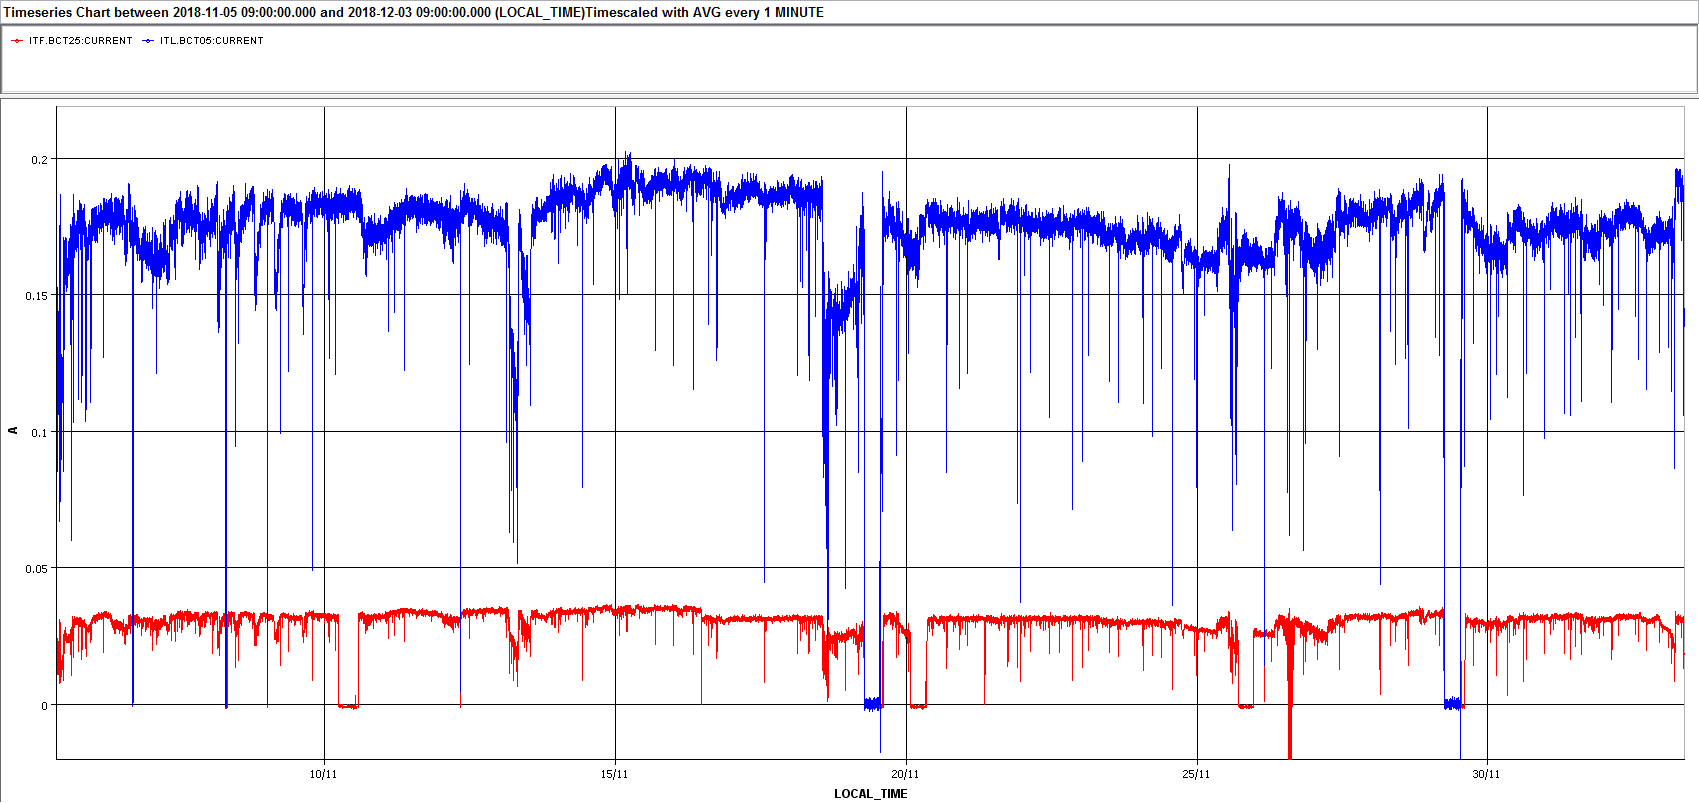 Timeseries Chart between 2018-11-05 09:00:00.000 and 2018-12-03 09:00:00.000 (LOCAL_TIME)Timescaled with AVG every 1 MINUTE
ITF.BCT25:CURRENT ITL.BCT05:CURRENT
0.2
0.15
A
0.1
0.05
0
10/11 15/11 20/11 25/11 30/11
LOCAL_TIME